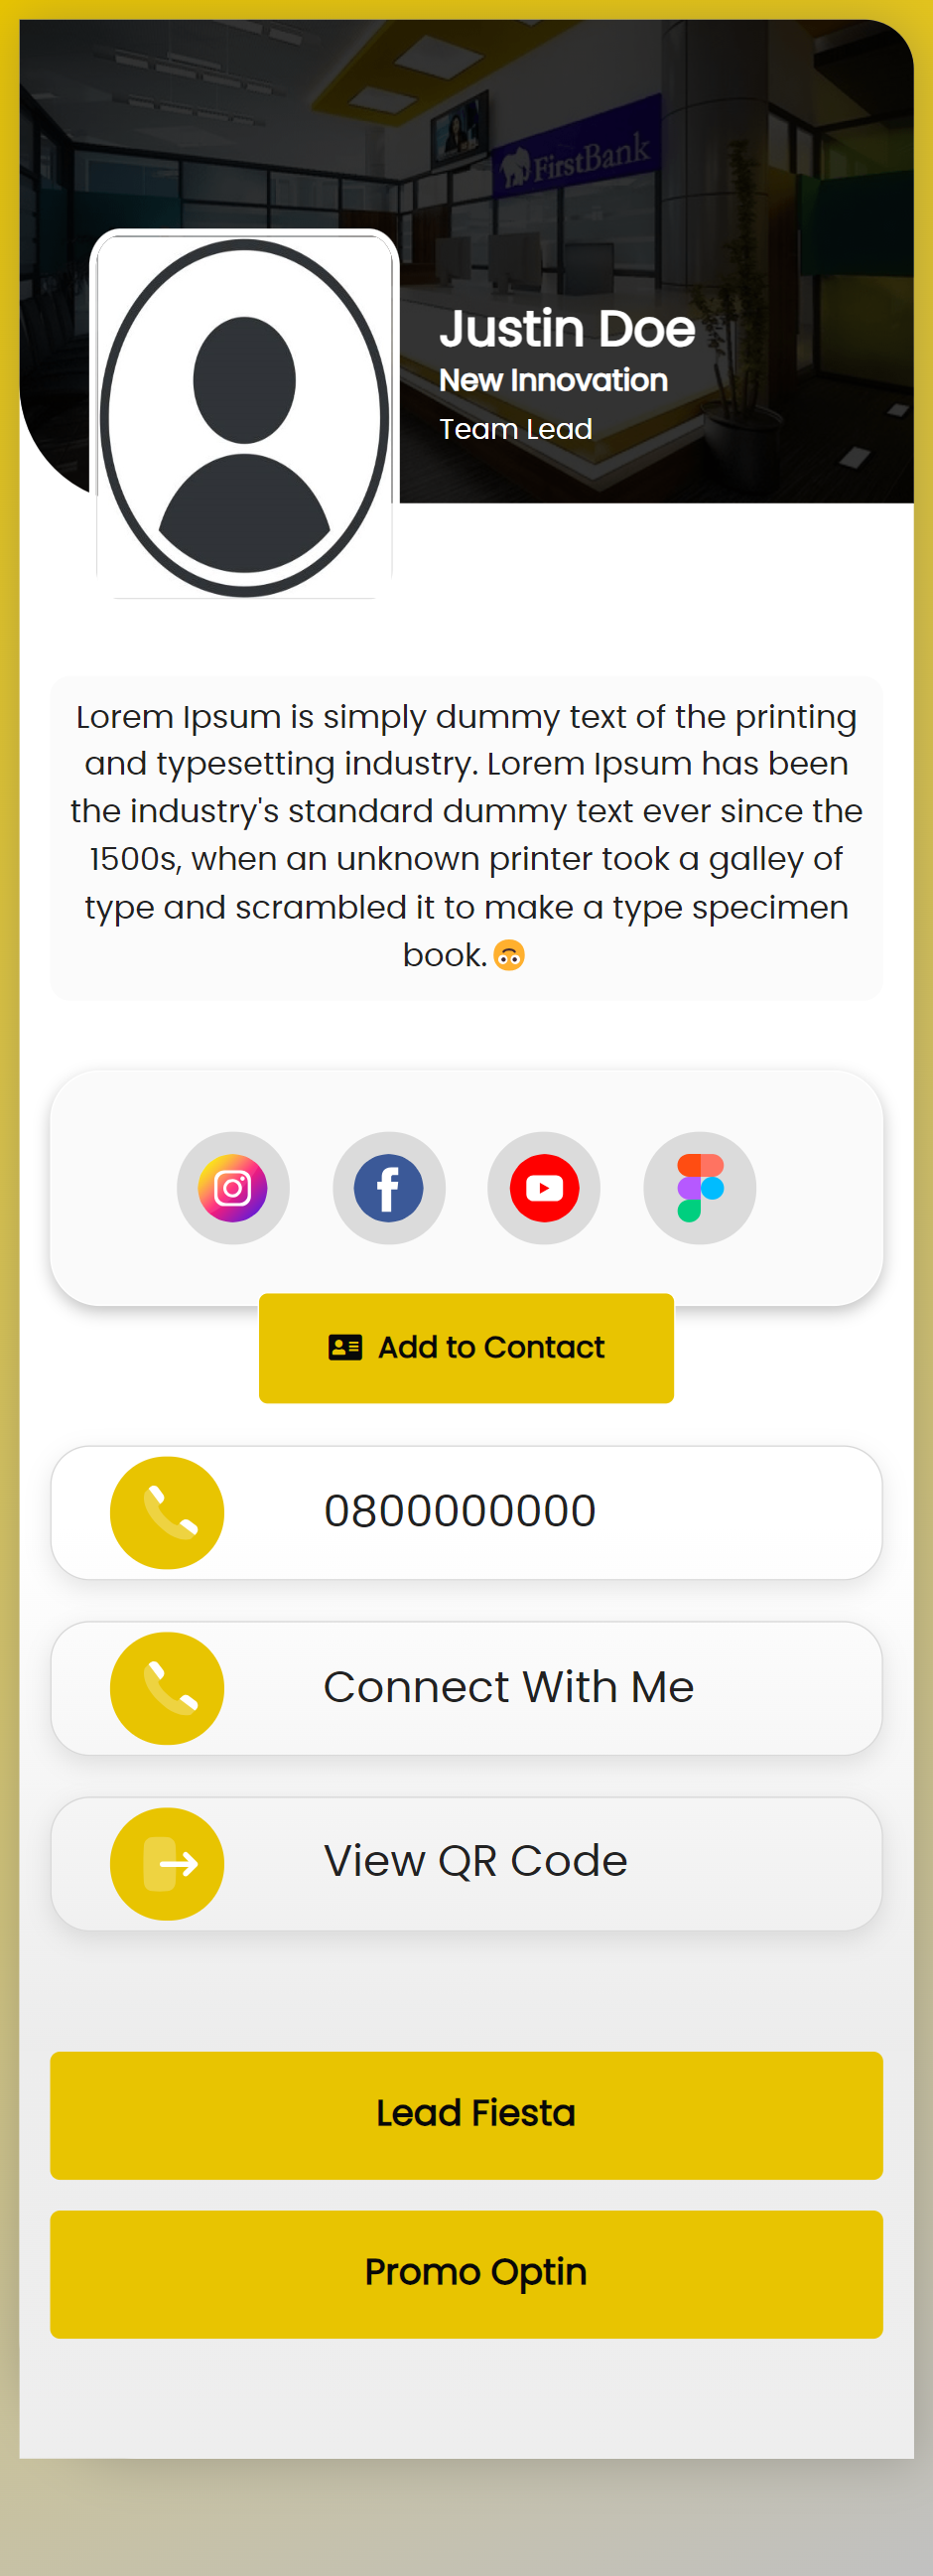 FirstBank
Justin Doe
New Innovation
Team Lead
Lorem Ipsum is simply dummy text of the printing
and typesetting industry. Lorem Ipsum has been
the industry's standard dummy text ever since the
1500s, when an unknown printer took a galley of
type and scrambled it to make a type specimen
book. 🙃
Add to Contact
0800000000
Connect With Me
View QR Code
Lead Fiesta
Promo Optin